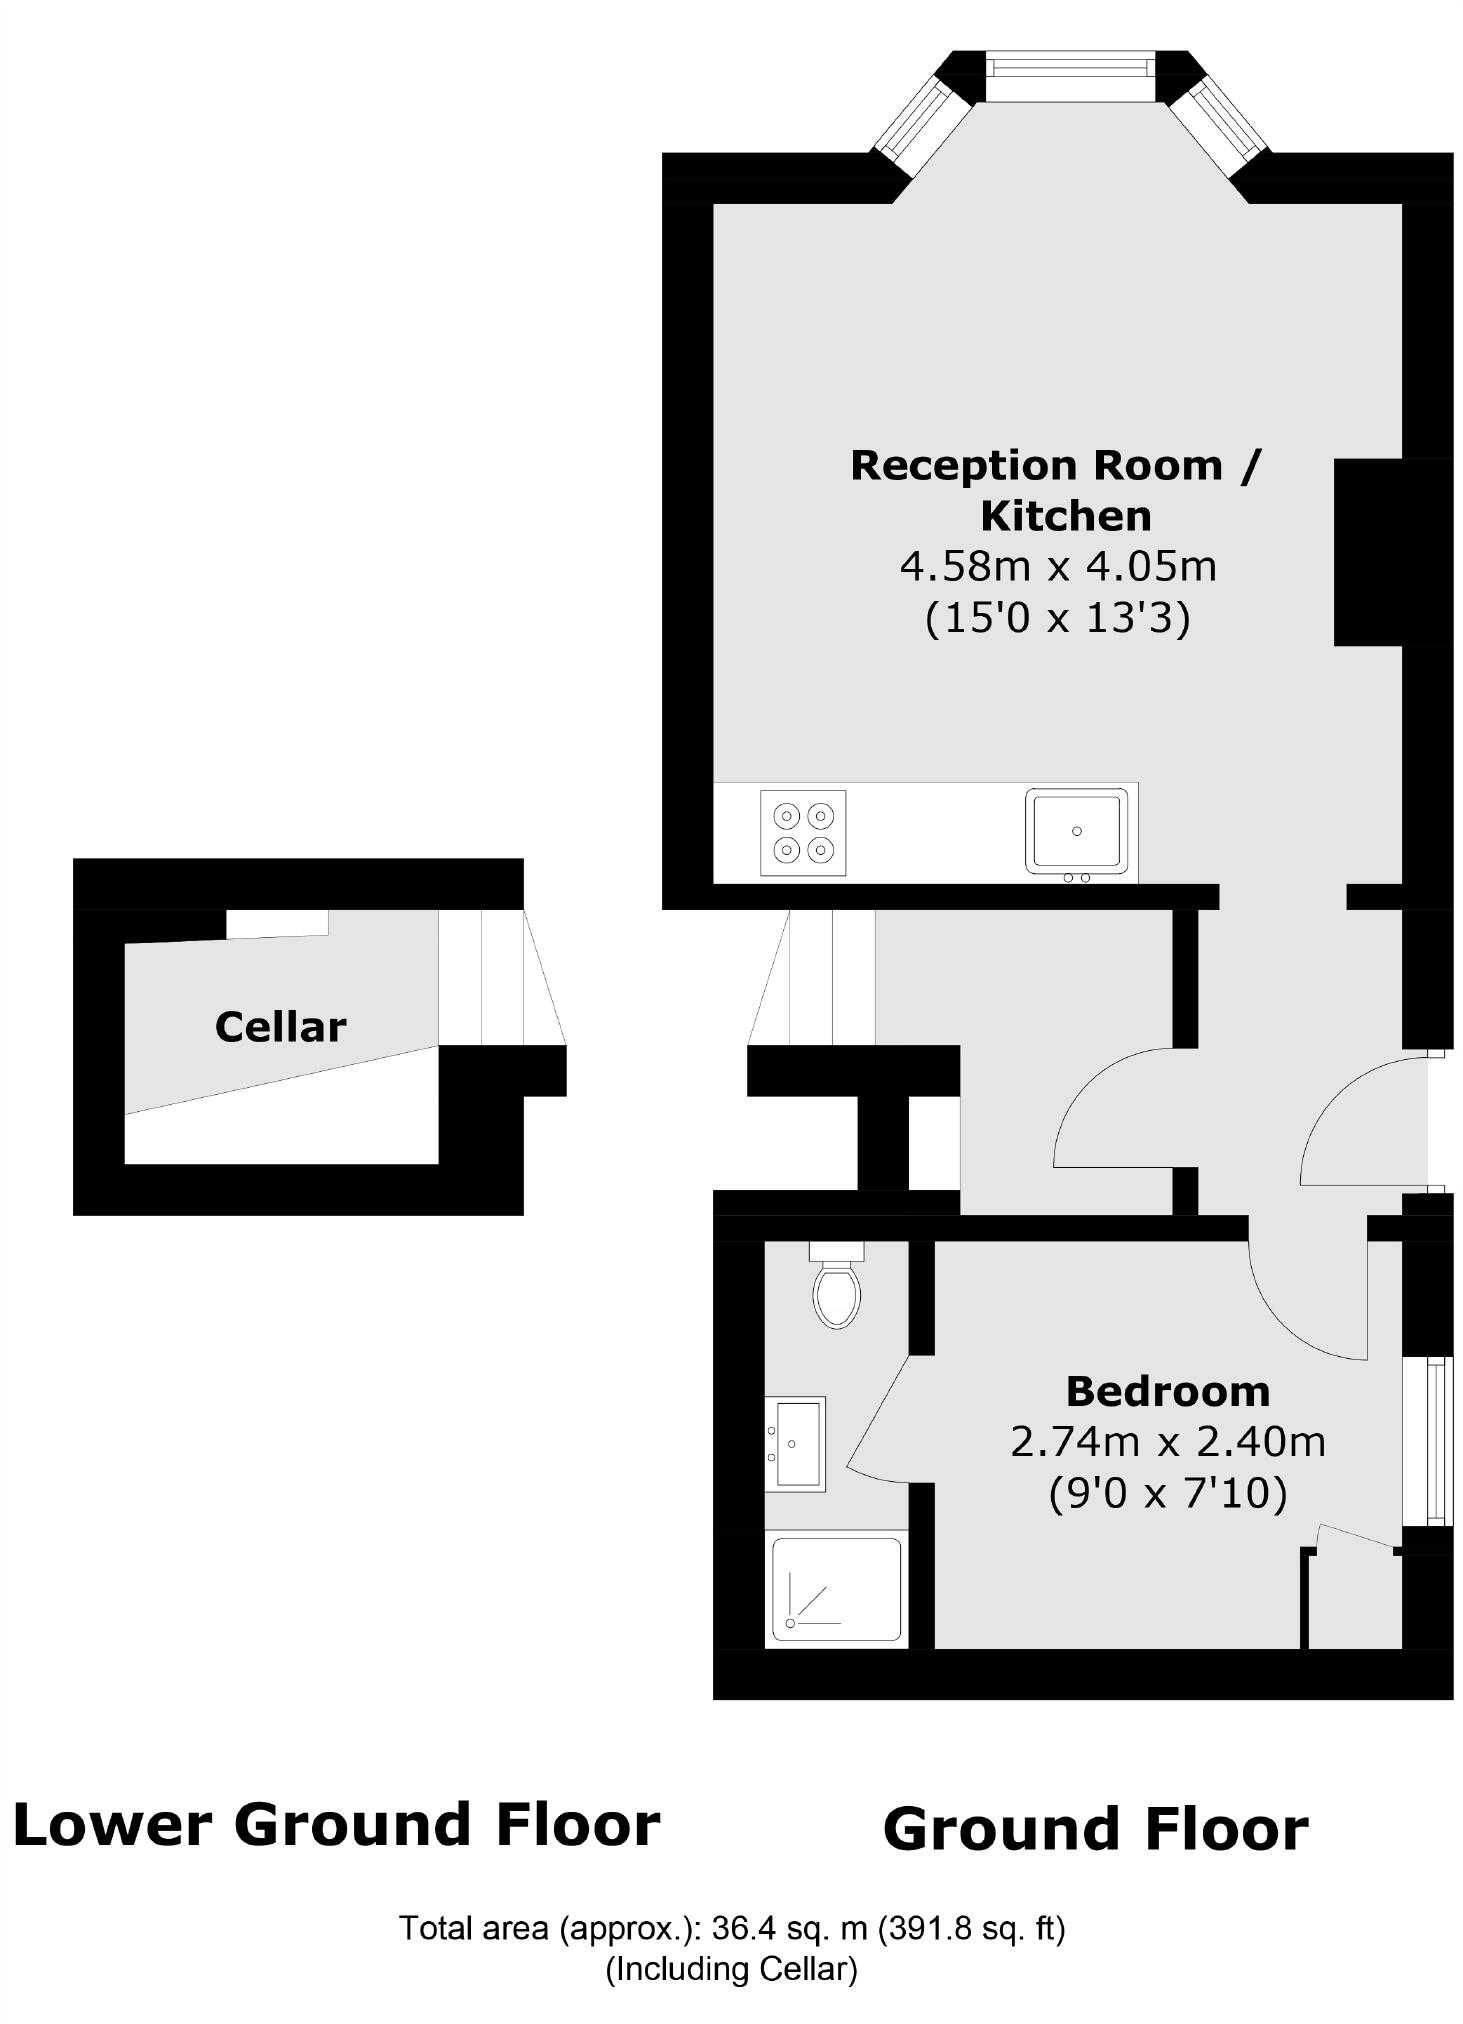 Reception Room /
Kitchen
4.58m x 4.05m
(15'0 x 13'3)
Cellar
Bedroom
2.74m x 2.40m
(9'0 x 7'10)
Lower Ground Floor
Ground Floor
Total area (approx.): 36.4 sq. m (391.8 sq. ft)
(Including Cellar)